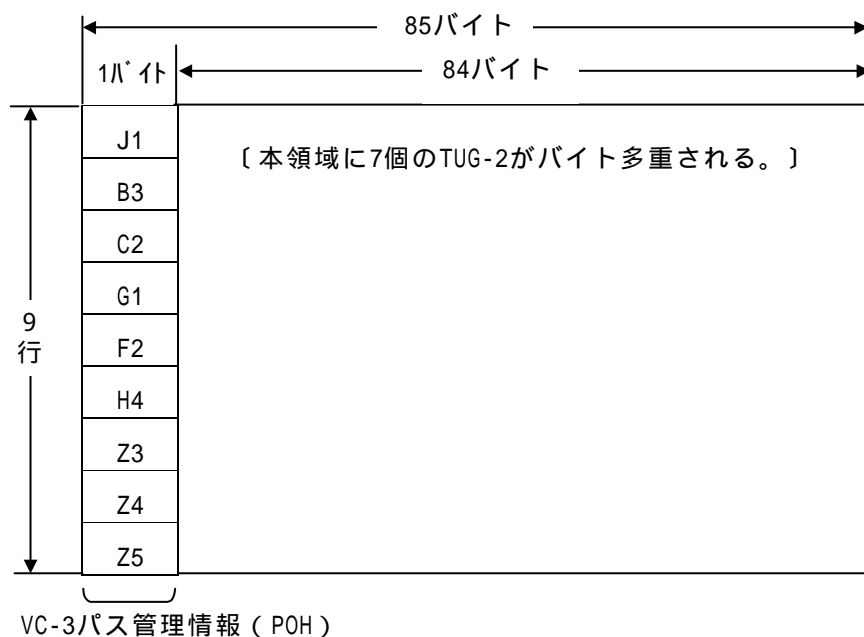 85バイト
1バイト
84バイト
J1
〔本領域に7個のTUG-2がバイト多重される。〕
B3
C2
G1
9
行
F2
H4
Z3
Z4
Z5
VC-3パス管理情報(POH)